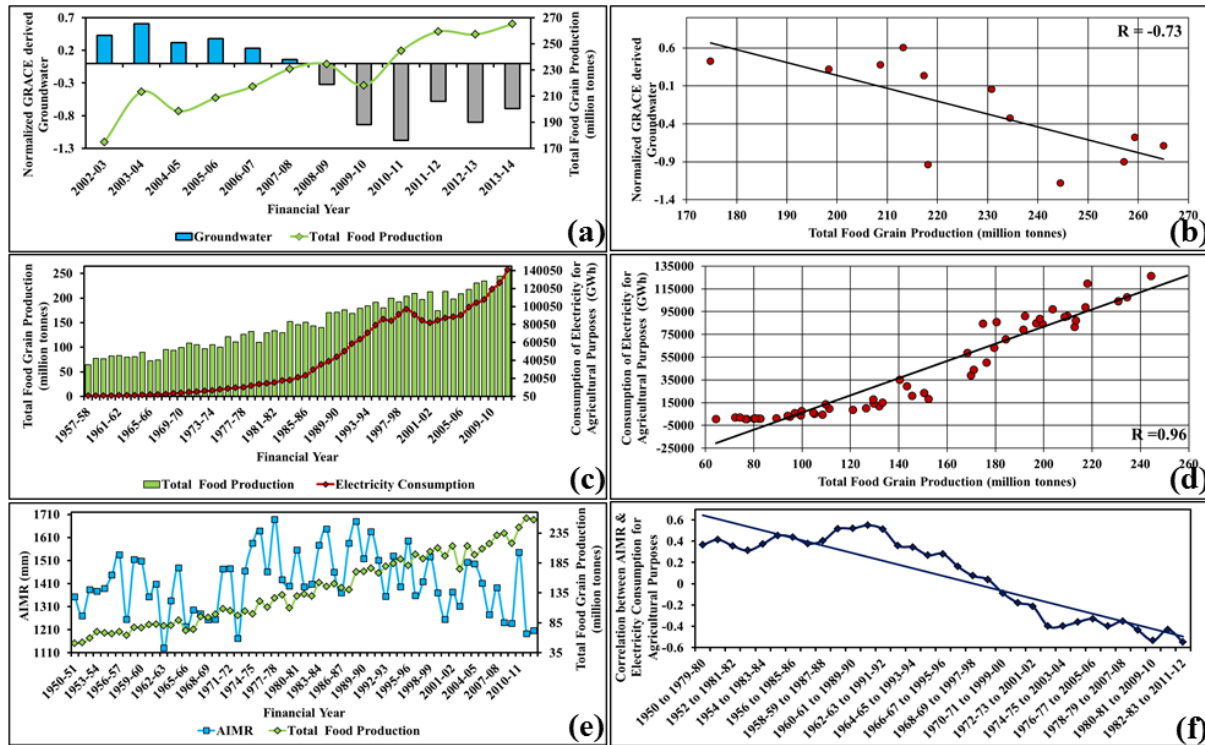 Normalized GRACE derived
Groundwater
0.7
0.2
-0.3
-0.8
-1.3
270
250
230
210
190
170
Total Food Grain Production
(million tonnes)
2002-03
2003-04
2004-05
2005-06
2006-07
2007-08
2008-09
2009-10
2010-11
2011-12
2012-13
2013-14
Financial Year
Groundwater
Total Food Production
(a)
Normalized GRACE derived
Groundwater
0.6
0.1
-0.4
-0.9
-1.4
R = -0.73
170 180 190 200 210 220 230 240 250 260 270
Total Food Grain Production (million tonnes)
(b)
Total Food Grain Production
(million tonnes)
250
200
150
100
50
0
140050
120050
100050
80050
60050
40050
20050
50
Consumption of Electricity for
Agricultural Purposes (GWh)
1957-58
1961-62
1965-66
1969-70
1973-74
1977-78
1981-82
1985-86
1989-90
1993-94
1997-98
2001-02
2005-06
2009-10
Financial Year
Total Food Production
Electricity Consumption
(c)
Consumption of Electricity for
Agricultural Purposes (GWh)
135000
115000
95000
75000
55000
35000
15000
-5000
-25000
R =0.96
60 80 100 120 140 160 180 200 220 240 260
Total Food Grain Production (million tonnes)
(d)
AIMR (mm)
1710
1610
1510
1410
1310
1210
1110
235
185
135
85
35
Total Food Grain Production
(million tonnes)
1950-51
1953-54
1956-57
1959-60
1962-63
1965-66
1968-69
1971-72
1974-75
1977-78
1980-81
1983-84
1986-87
1989-90
1992-93
1995-96
1998-99
2001-02
2004-05
2007-08
2010-11
Financial Year
AIMR
Total Food Production
(e)
Correlation between AIMR &
Electricity Consumption for
Agricultural Purposes
0.6
0.4
0.2
0
-0.2
-0.4
-0.6
1950 to 1979-80
1952 to 1981-82
1954 to 1983-84
1956 to 1985-86
1958-59 to 1987-88
1960-61 to 1989-90
1962-63 to 1991-92
1964-65 to 1993-94
1966-67 to 1995-96
1968-69 to 1997-98
1970-71 to 1999-00
1972-73 to 2001-02
1974-75 to 2003-04
1976-77 to 2005-06
1978-79 to 2007-08
1980-81 to 2009-10
1982-83 to 2011-12
(f)